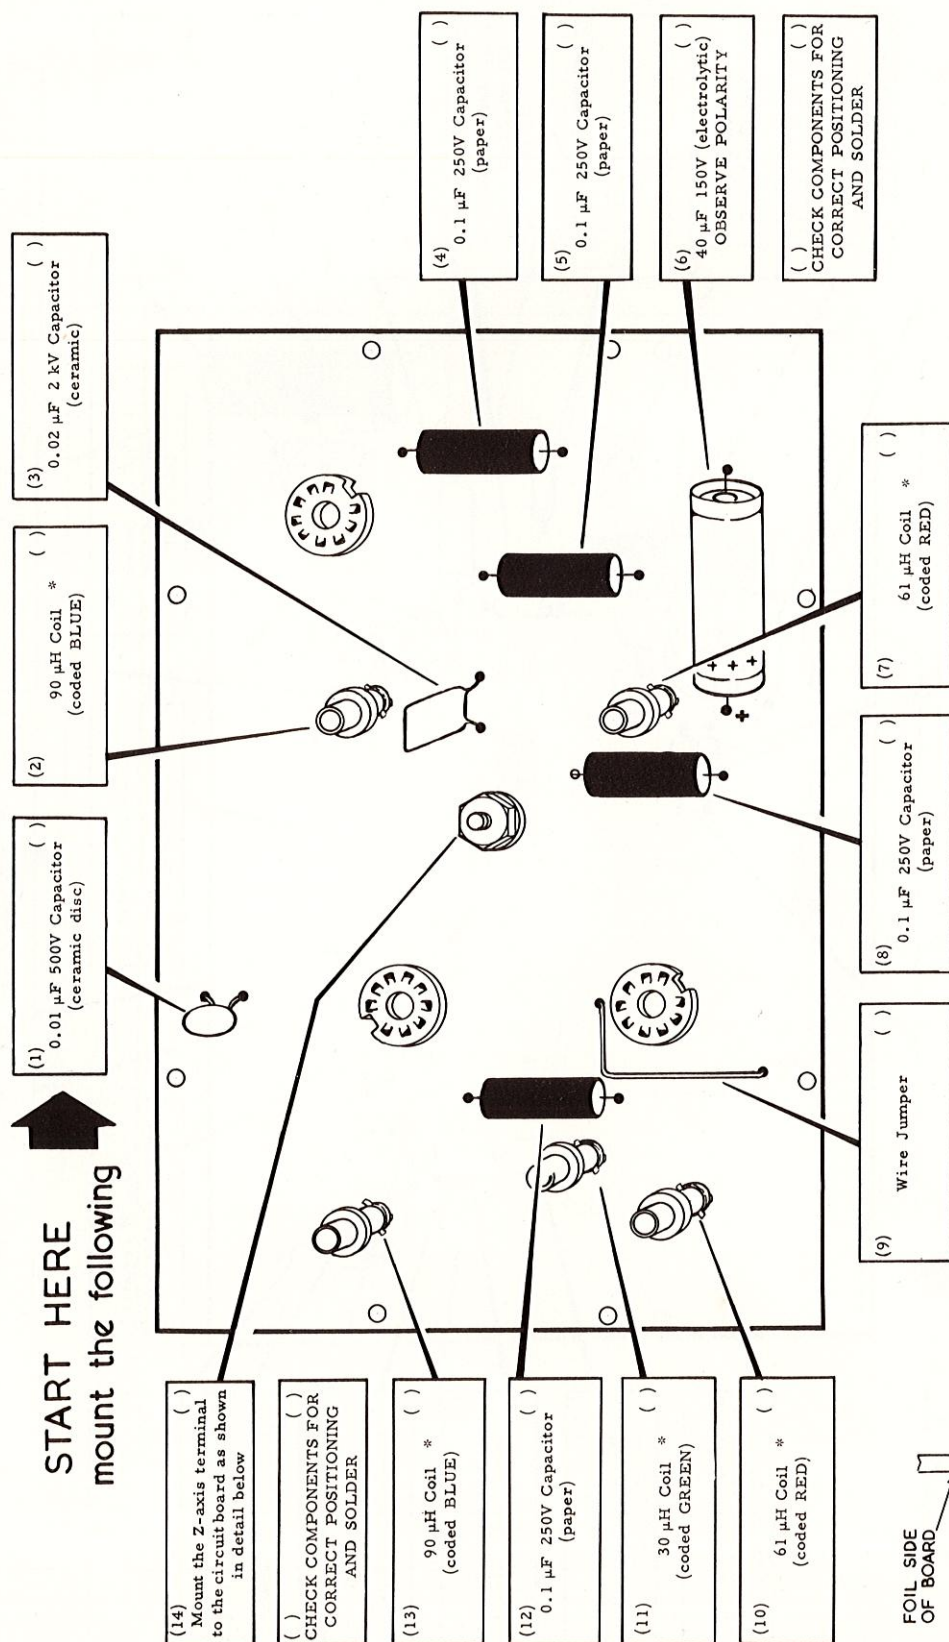 START HERE
mount the following
(1) ( )
0.01 µF 500V Capacitor
(ceramic disc)
(2) ( )
90 µH Coil *
(coded BLUE)
(3) ( )
0.02 µF 2 kV Capacitor
(ceramic)
(4) ( )
0.1 µF 250V Capacitor
(paper)
(5) ( )
0.1 µF 250V Capacitor
(paper)
(6) ( )
40 µF 150V (electrolytic)
OBSERVE POLARITY
( ) ( )
CHECK COMPONENTS FOR
CORRECT POSITIONING
AND SOLDER
+ + +
+
(7) ( )
61 µH Coil *
(coded RED)
(8) ( )
0.1 µF 250V Capacitor
(paper)
(9) ( )
Wire Jumper
(10) ( )
61 µH Coil *
(coded RED)
(11) ( )
30 µH Coil *
(coded GREEN)
(12) ( )
0.1 µF 250V Capacitor
(paper)
(13) ( )
90 µH Coil *
(coded BLUE)
( ) ( )
CHECK COMPONENTS FOR
CORRECT POSITIONING
AND SOLDER
(14) ( )
Mount the Z-axis terminal
to the circuit board as shown
in detail below
FOIL SIDE
OF BOARD